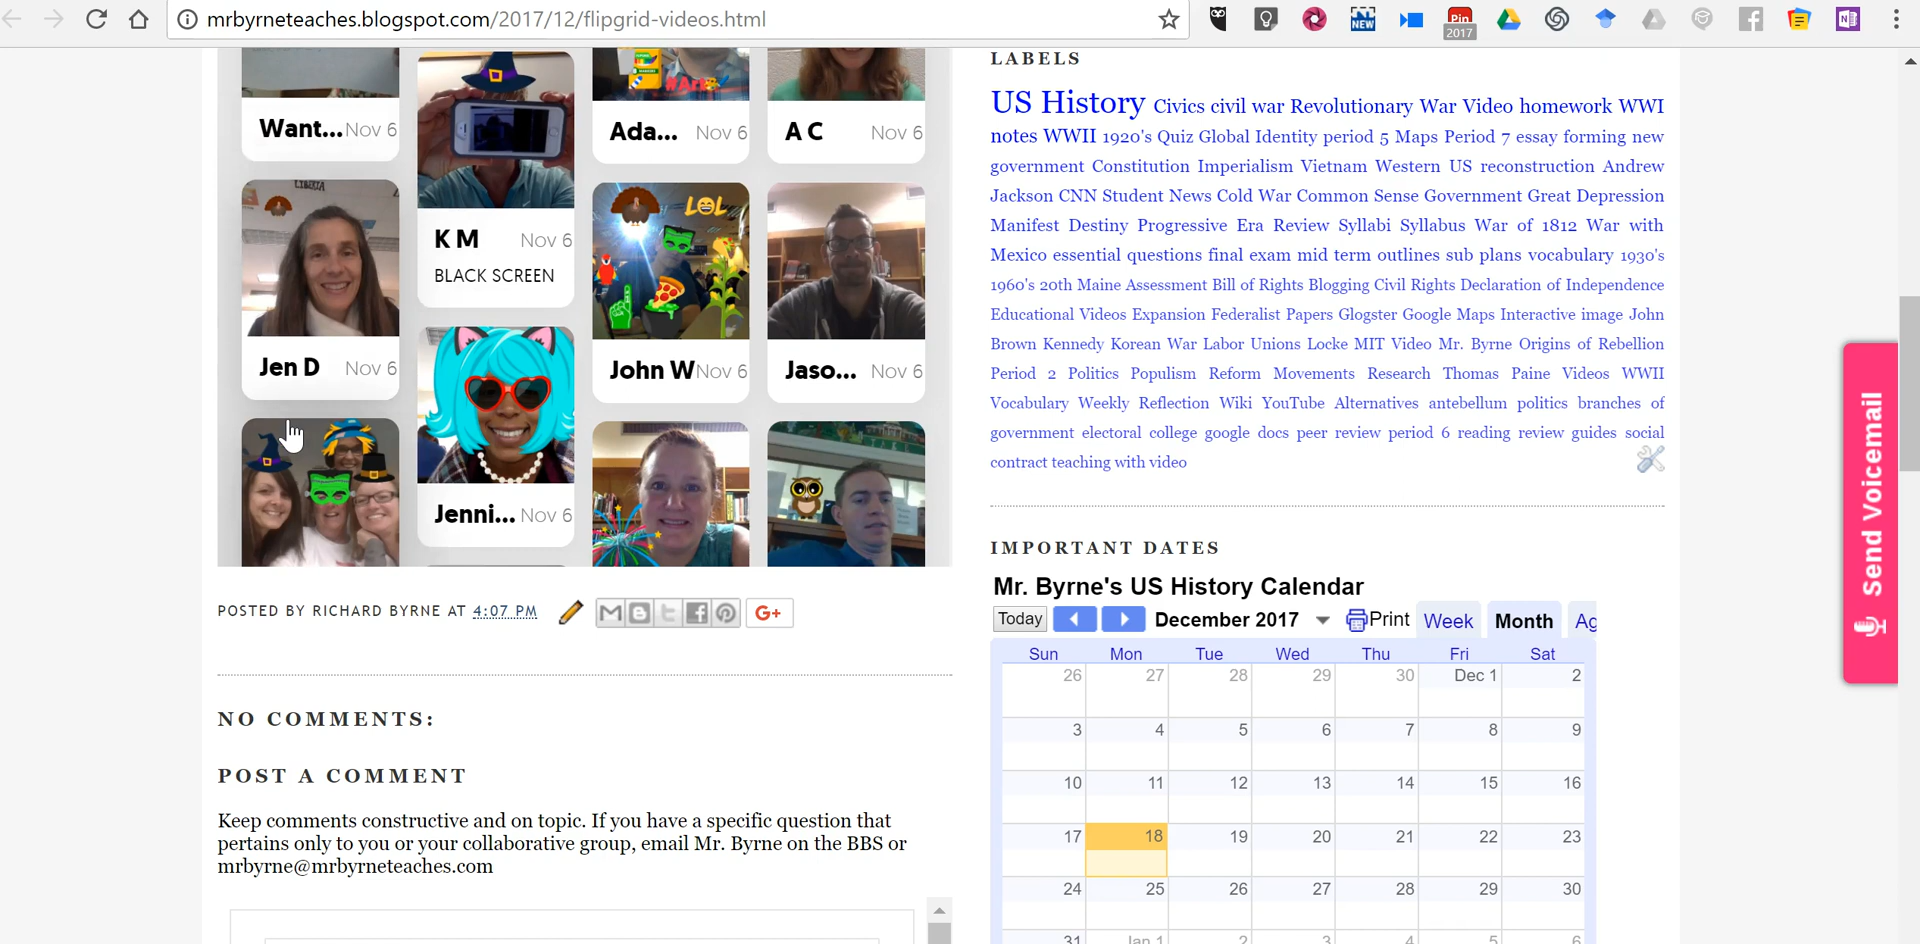 mrbyrneteaches.blogspot.com/2017/12/flipgrid-videos.html
NEW
Pin
2017
Want... Nov 6
K M Nov 6
BLACK SCREEN
Ada... Nov 6
A C Nov 6
LIBERIA
LOL
Jen D Nov 6
John W Nov 6
Jaso... Nov 6
Jenni... Nov 6
POSTED BY RICHARD BYRNE AT 4:07 PM
G+
NO COMMENTS:
POST A COMMENT
Keep comments constructive and on topic. If you have a specific question that
pertains only to you or your collaborative group, email Mr. Byrne on the BBS or
mrbyrne@mrbyrneteaches.com
LABELS
US History Civics civil war Revolutionary War Video homework WWI
notes WWII 1920's Quiz Global Identity period 5 Maps Period 7 essay forming new
government Constitution Imperialism Vietnam Western US reconstruction Andrew
Jackson CNN Student News Cold War Common Sense Government Great Depression
Manifest Destiny Progressive Era Review Syllabi Syllabus War of 1812 War with
Mexico essential questions final exam mid term outlines sub plans vocabulary 1930's
1960's 20th Maine Assessment Bill of Rights Blogging Civil Rights Declaration of Independence
Educational Videos Expansion Federalist Papers Glogster Google Maps Interactive image John
Brown Kennedy Korean War Labor Unions Locke MIT Video Mr. Byrne Origins of Rebellion
Period 2 Politics Populism Reform Movements Research Thomas Paine Videos WWII
Vocabulary Weekly Reflection Wiki YouTube Alternatives antebellum politics branches of
government electoral college google docs peer review period 6 reading review guides social
contract teaching with video
IMPORTANT DATES
Mr. Byrne's US History Calendar
Today December 2017 Print Week Month Ag
Sun Mon Tue Wed Thu Fri Sat
26 27 28 29 30 Dec 1 2
3 4 5 6 7 8 9
10 11 12 13 14 15 16
17 18 19 20 21 22 23
24 25 26 27 28 29 30
31 Jan 1 2 3 4 5 6
Send Voicemail